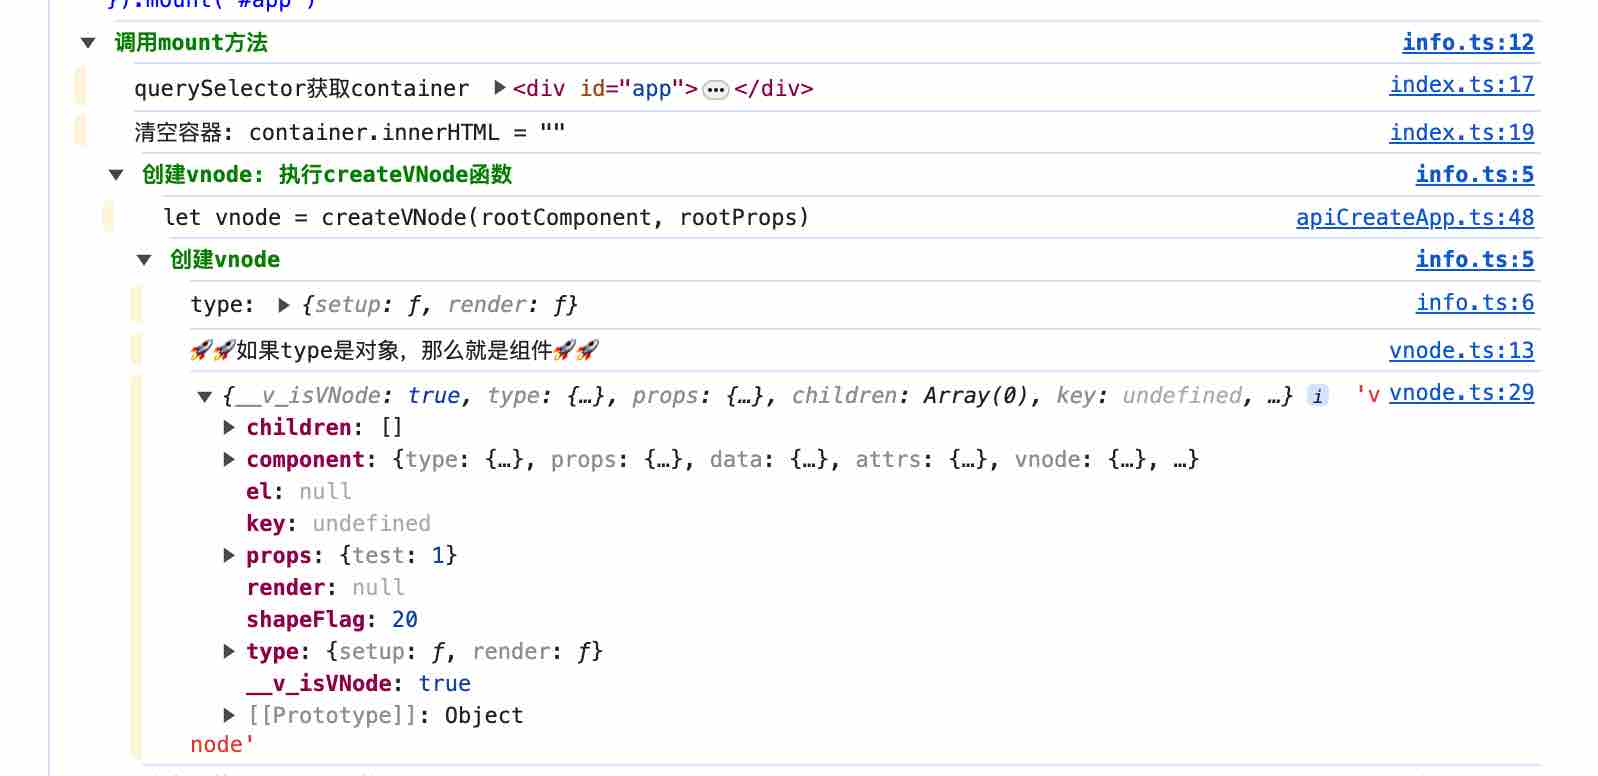 }).mount('#app')
调用mount方法 info.ts:12
querySelector获取container <div id="app">…</div> index.ts:17
清空容器: container.innerHTML = "" index.ts:19
创建vnode: 执行createVNode函数 info.ts:5
let vnode = createVNode(rootComponent, rootProps) apiCreateApp.ts:48
创建vnode info.ts:5
type: {setup: ƒ, render: ƒ} info.ts:6
🚀🚀如果type是对象，那么就是组件🚀🚀 vnode.ts:13
{__v_isVNode: true, type: {…}, props: {…}, children: Array(0), key: undefined, …} i 'v vnode.ts:29
children: []
component: {type: {…}, props: {…}, data: {…}, attrs: {…}, vnode: {…}, …}
el: null
key: undefined
props: {test: 1}
render: null
shapeFlag: 20
type: {setup: ƒ, render: ƒ}
__v_isVNode: true
[[Prototype]]: Object
node'